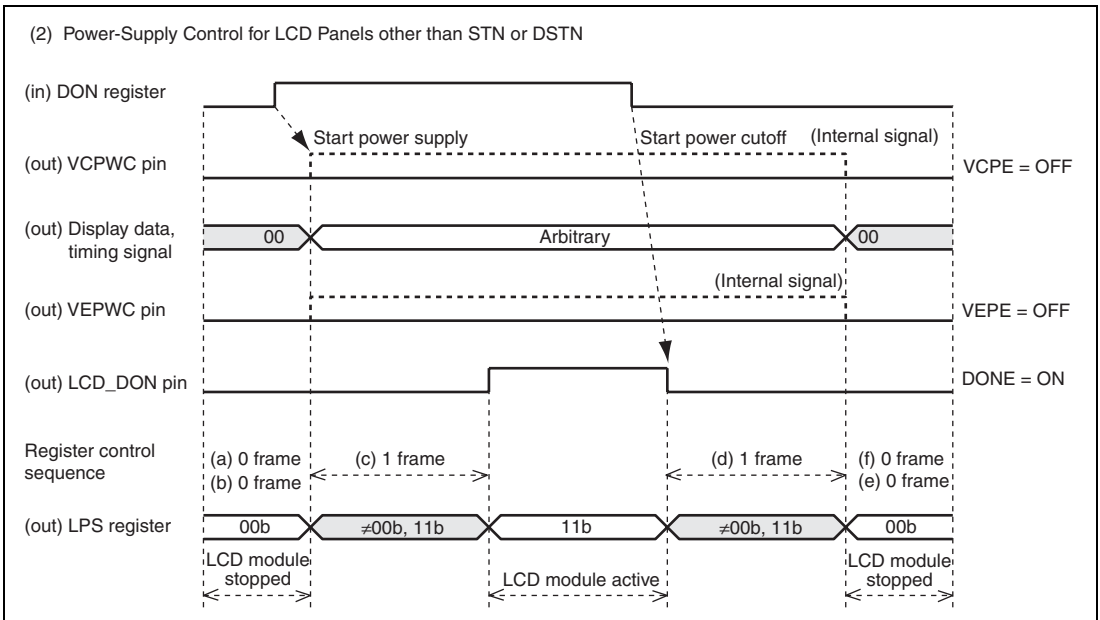 (2) Power-Supply Control for LCD Panels other than STN or DSTN
(in) DON register
Start power supply
Start power cutoff
(Internal signal)
(out) VCPWC pin
VCPE = OFF
(out) Display data,
timing signal
00
Arbitrary
00
(Internal signal)
(out) VEPWC pin
VEPE = OFF
(out) LCD_DON pin
DONE = ON
Register control
sequence
(a) 0 frame
(b) 0 frame
(c) 1 frame
(d) 1 frame
(f) 0 frame
(e) 0 frame
(out) LPS register
00b
≠00b, 11b
11b
≠00b, 11b
00b
LCD module
stopped
LCD module active
LCD module
stopped